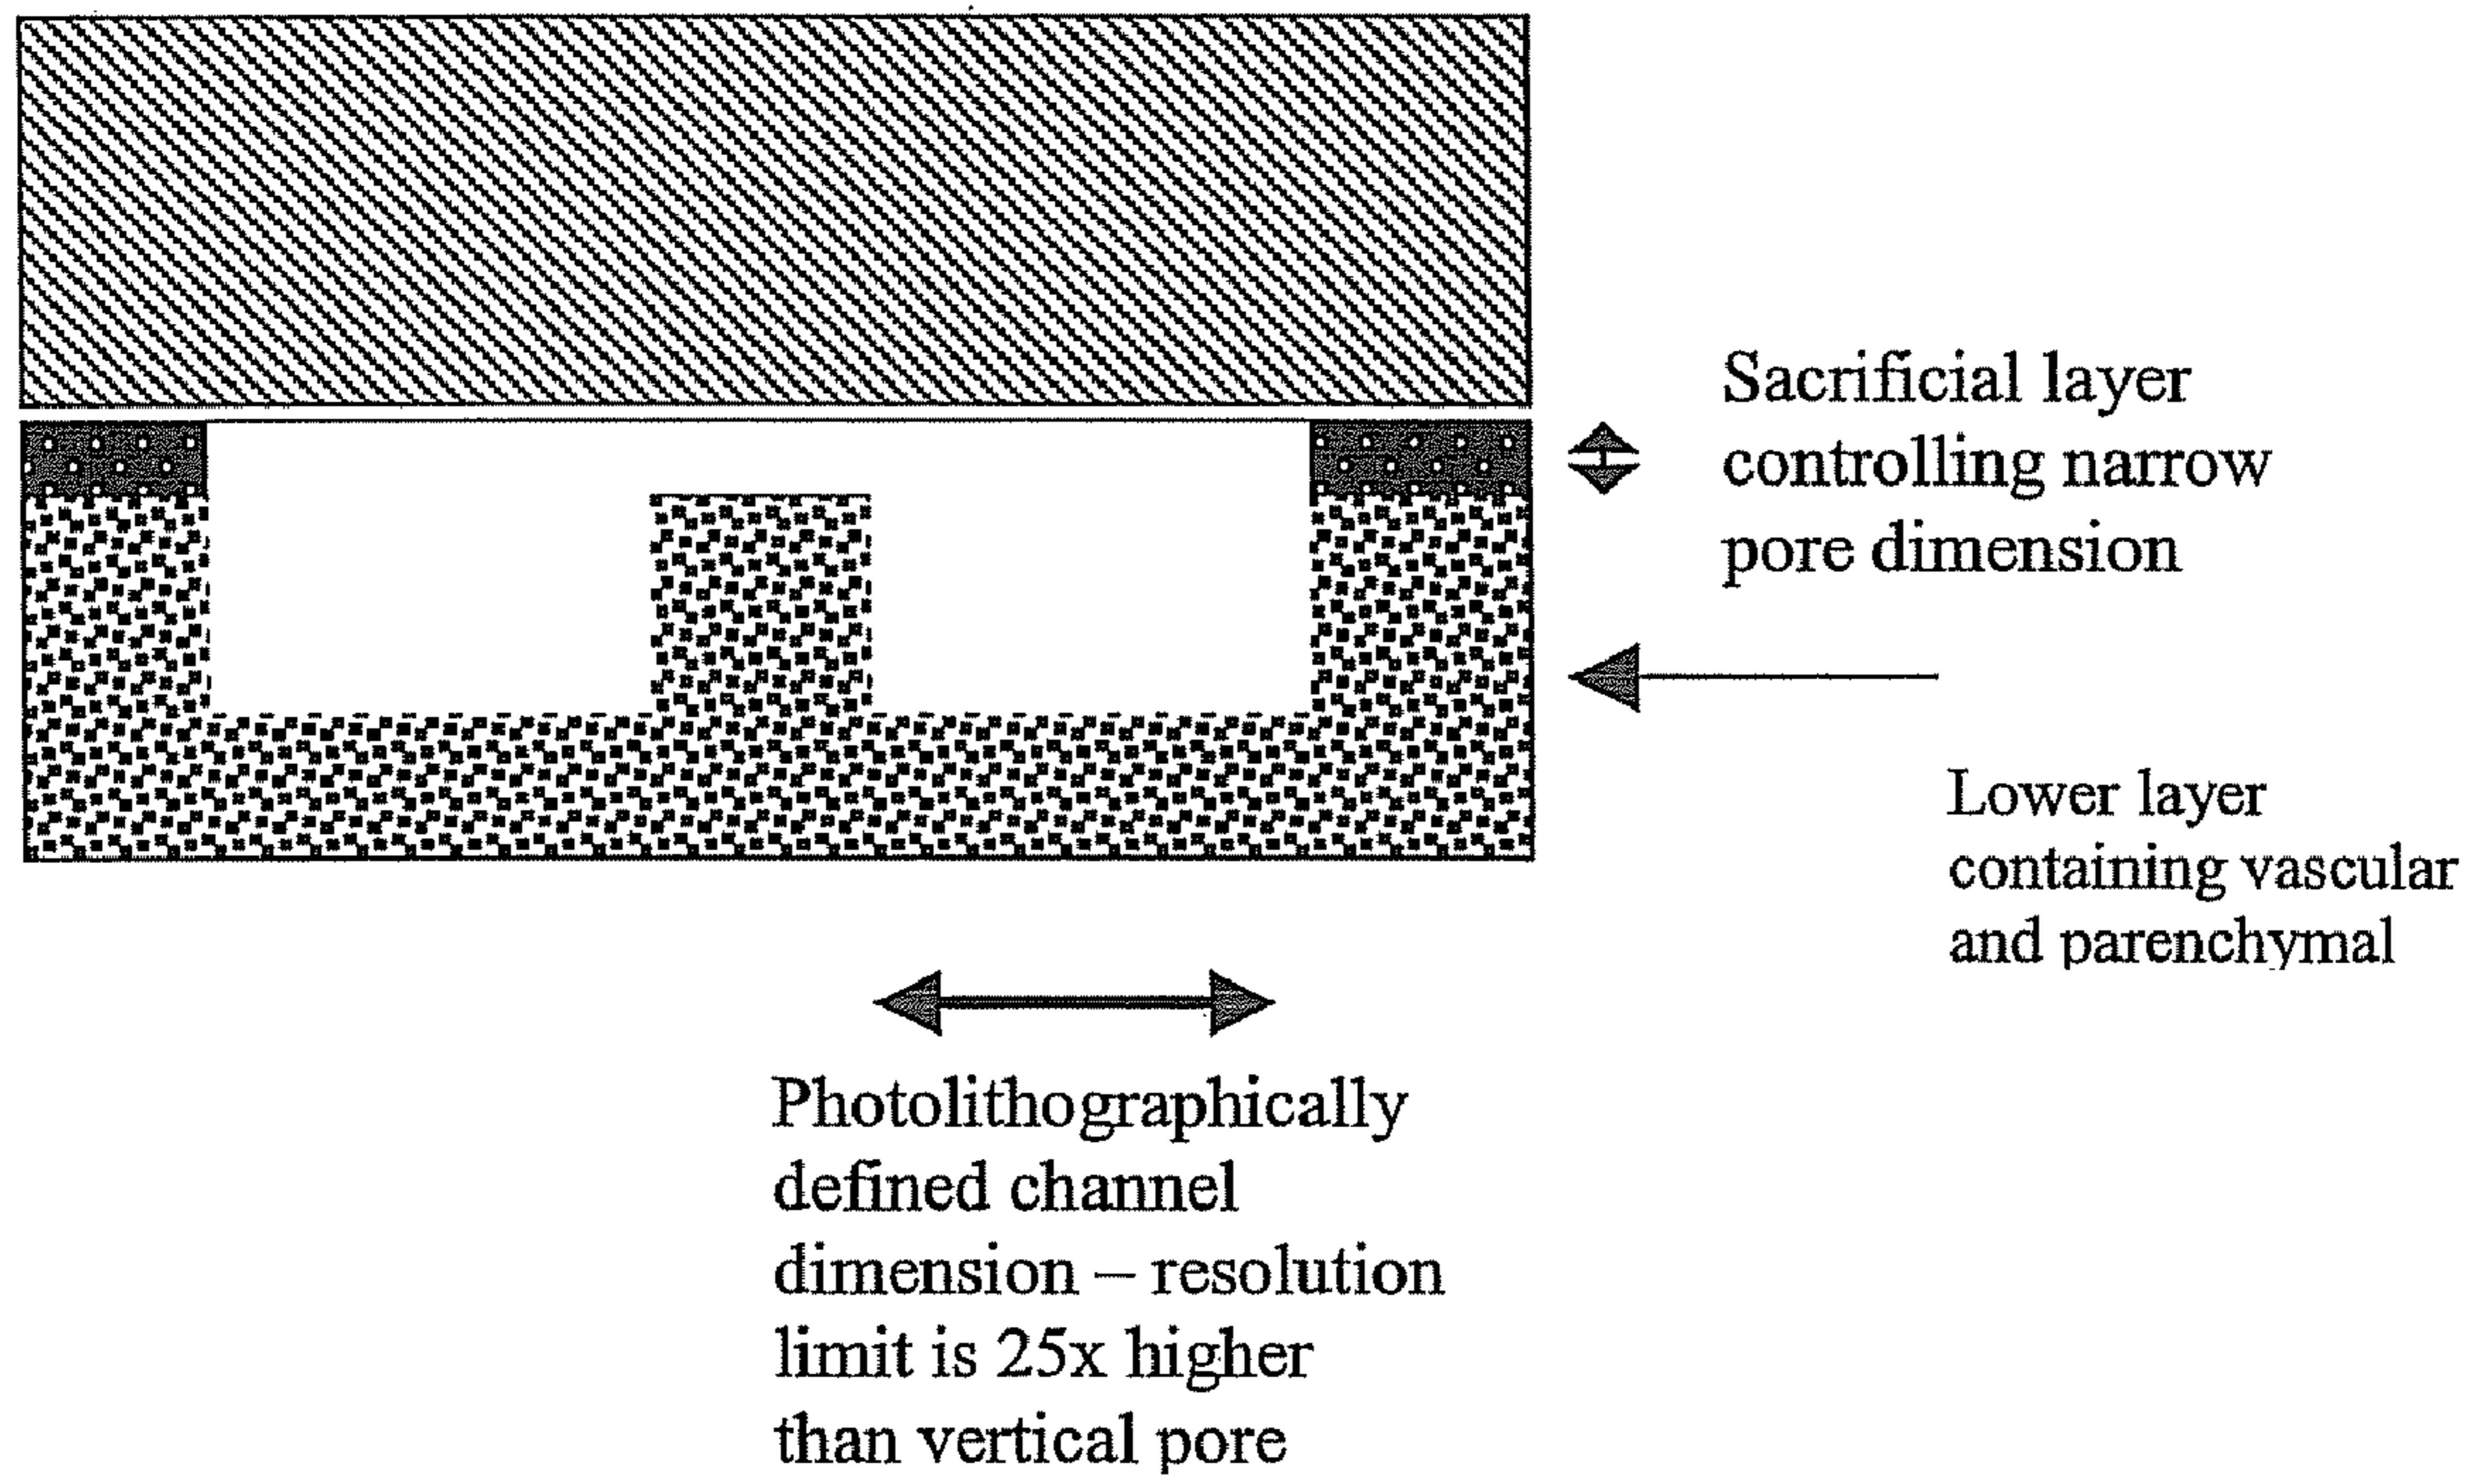 Sacrificial layer
controlling narrow
pore dimension
Lower layer
containing vascular
and parenchymal
Photolithographically
defined channel
dimension – resolution
limit is 25x higher
than vertical pore